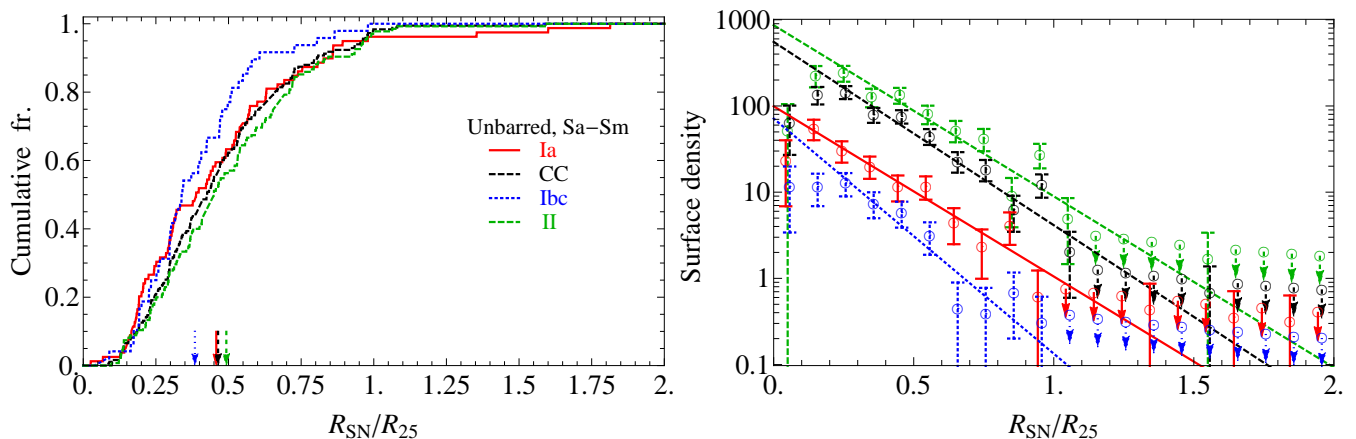 Cumulative fr.
1.
0.8
0.6
0.4
0.2
0
0. 0.25 0.5 0.75 1. 1.25 1.5 1.75 2.
R_SN/R_25
Unbarred, Sa-Sm
Ia
CC
Ibc
II
Surface density
1000
100
10
1
0.1
0. 0.5 1. 1.5 2.
R_SN/R_25